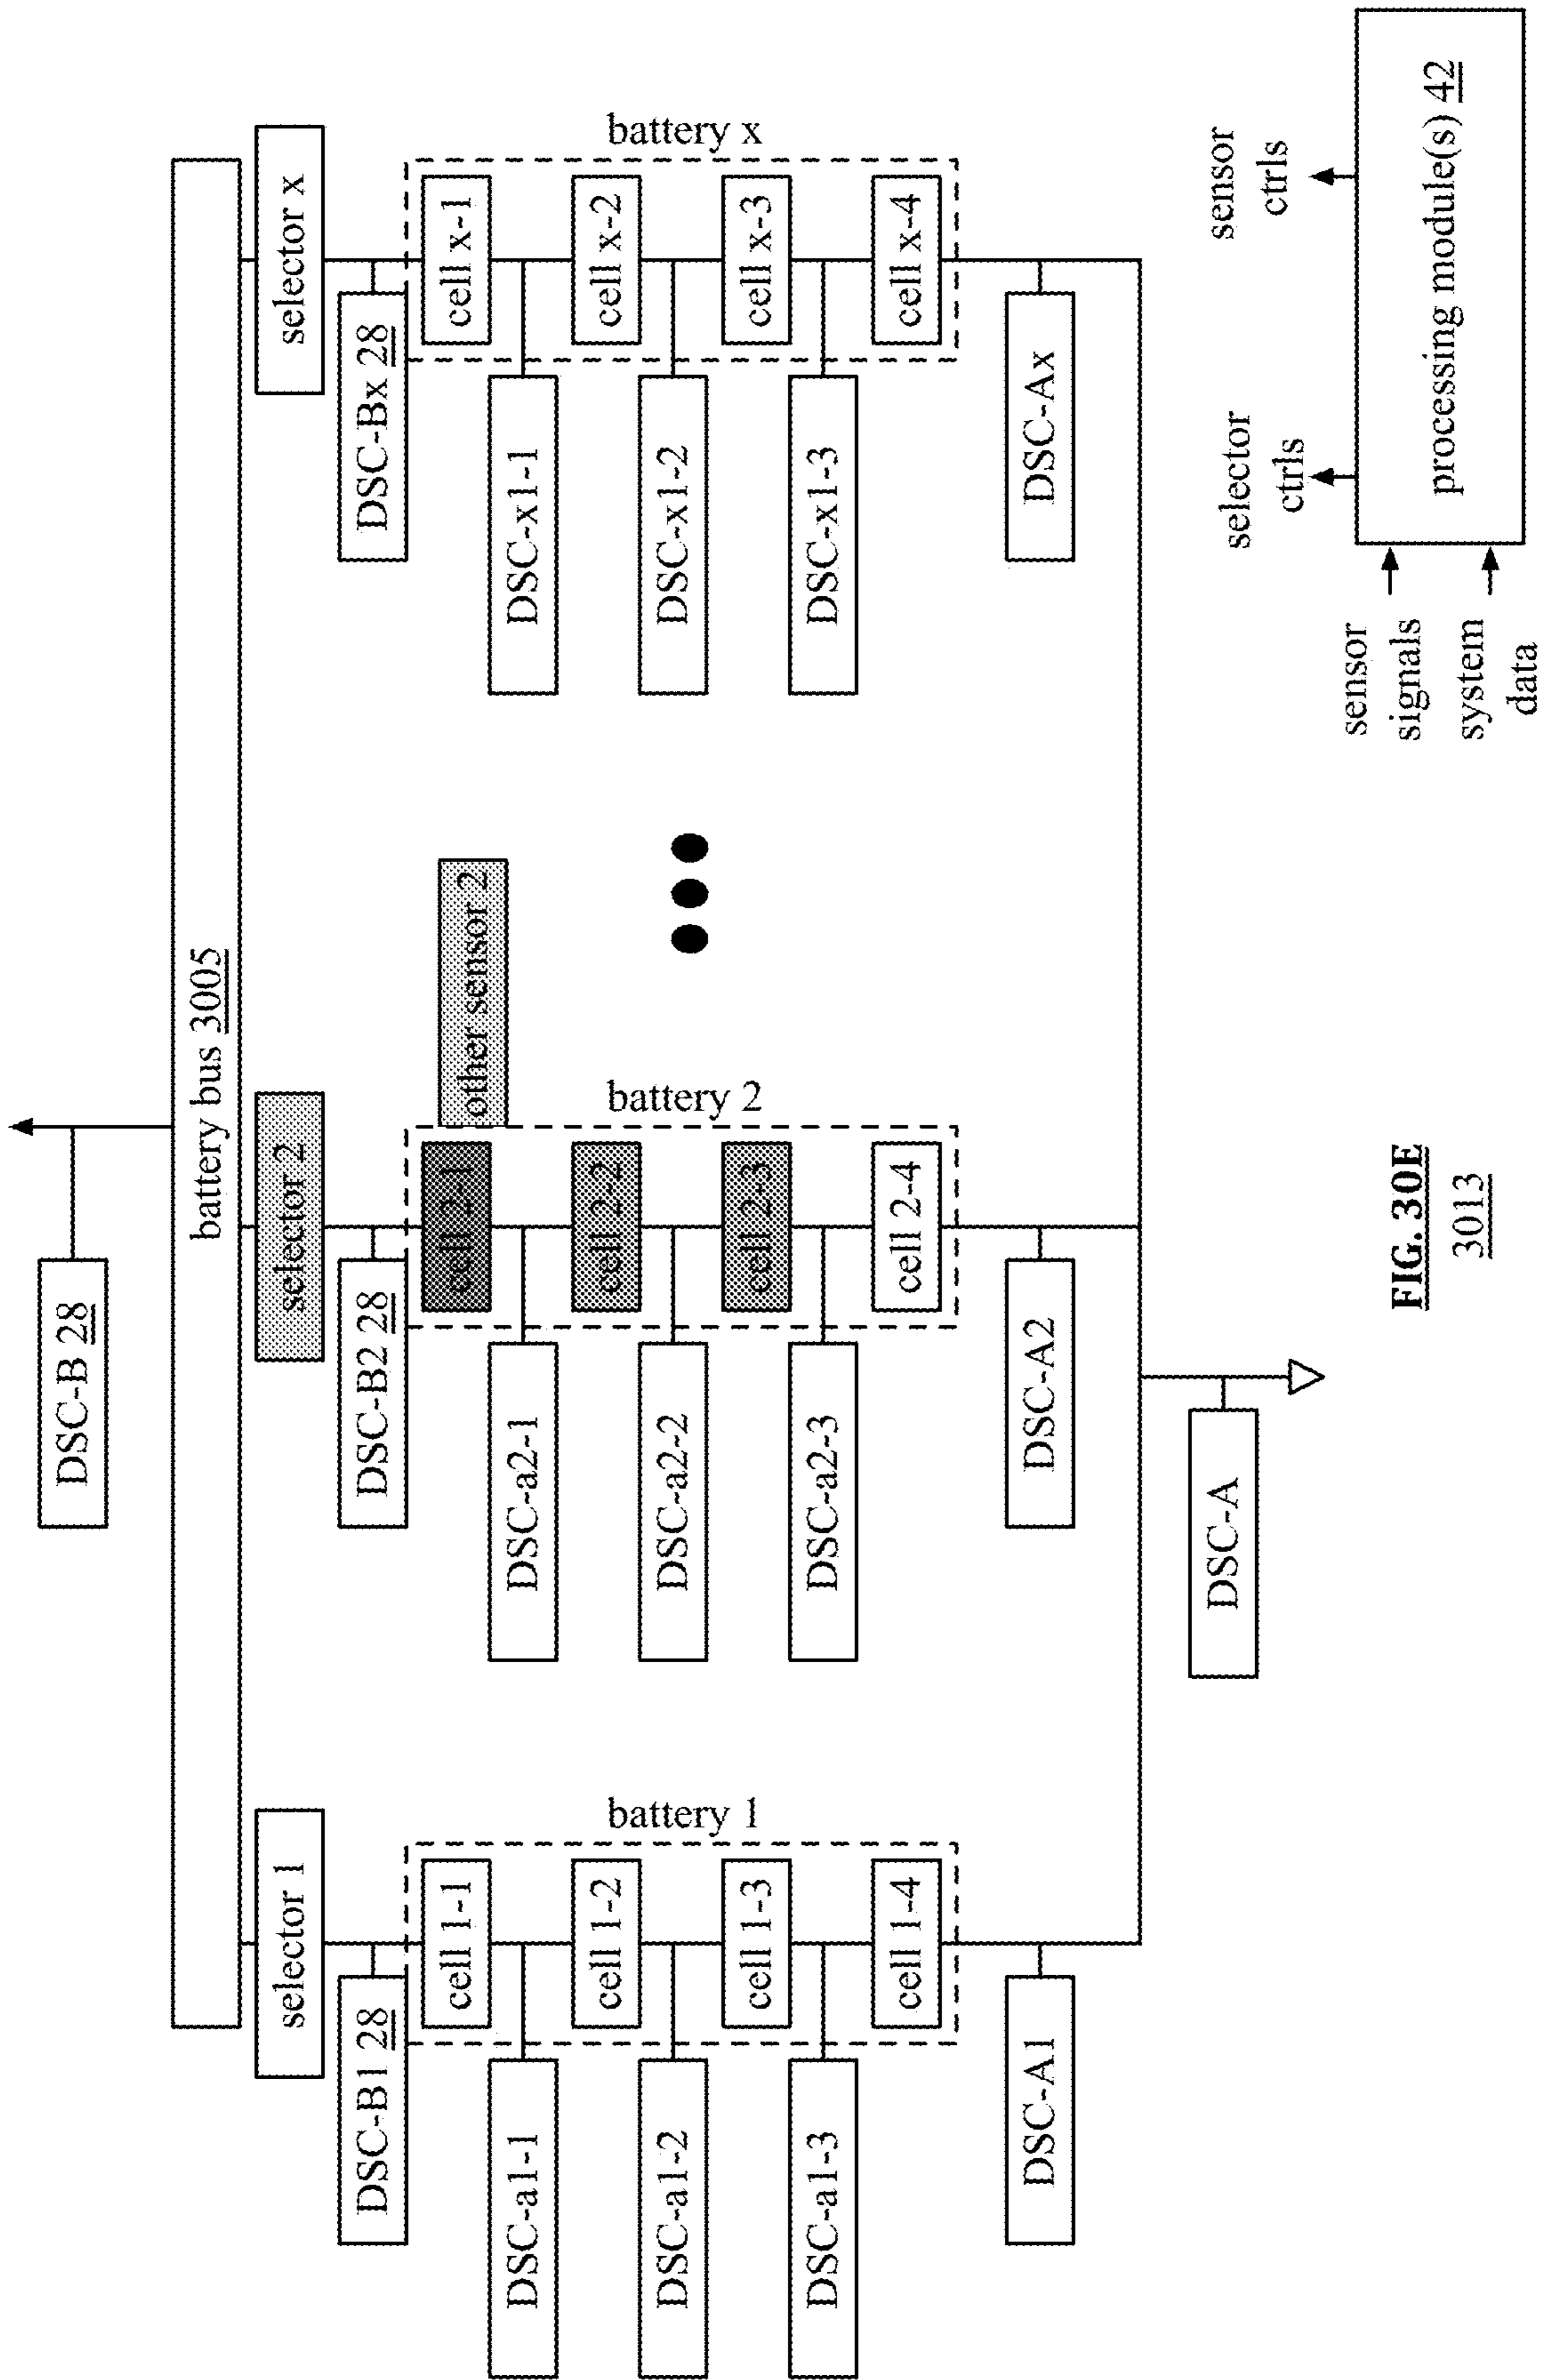 DSC-B 28
battery bus 3005
selector 1
selector 2
selector x
DSC-B1 28
DSC-B2 28
DSC-Bx 28
battery 1
cell 1-1
cell 1-2
cell 1-3
cell 1-4
DSC-a1-1
DSC-a1-2
DSC-a1-3
DSC-A1
other sensor 2
battery 2
cell 2-1
cell 2-2
cell 2-3
cell 2-4
DSC-a2-1
DSC-a2-2
DSC-a2-3
DSC-A2
battery x
cell x-1
cell x-2
cell x-3
cell x-4
DSC-x1-1
DSC-x1-2
DSC-x1-3
DSC-Ax
DSC-A
selector
ctrls
sensor
ctrls
sensor
signals
system
data
processing module(s) 42
FIG. 30E
3013